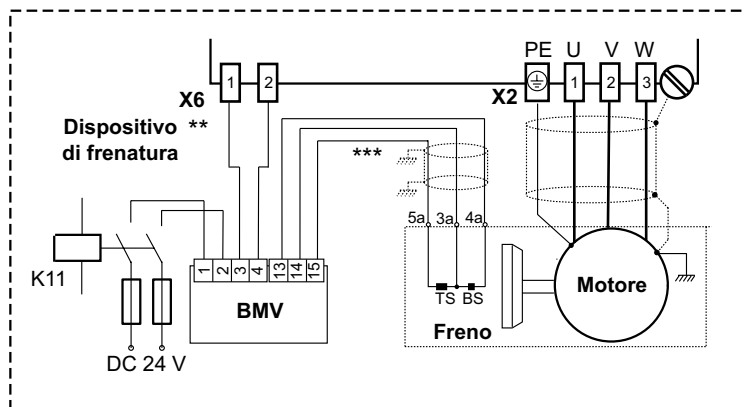 PE U V W
1 2 1 2 3
X6 X2
Dispositivo **
di frenatura
***
5a 3a 4a
K11
1 2 3 4 13 14 15
TS BS
Motore
BMV
Freno
DC 24 V